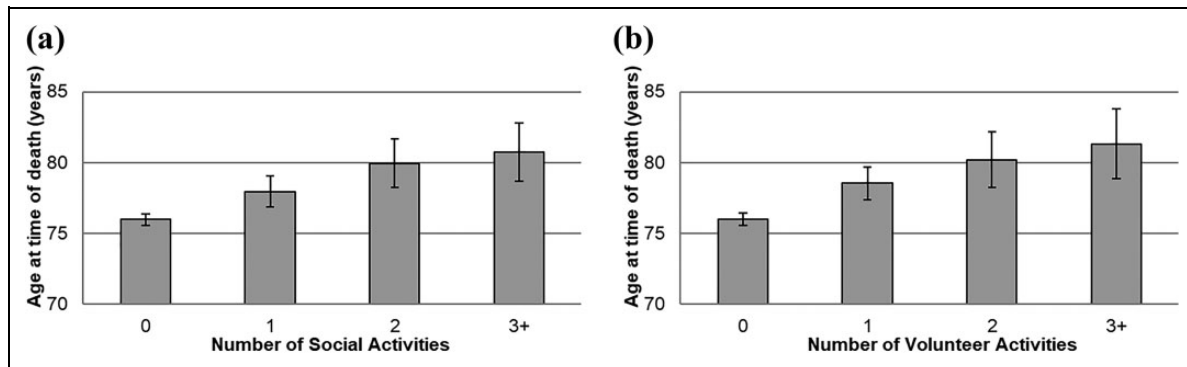 (a)
Age at time of death (years)
85
80
75
70
0 1 2 3+
Number of Social Activities
(b)
Age at time of death (years)
85
80
75
70
0 1 2 3+
Number of Volunteer Activities